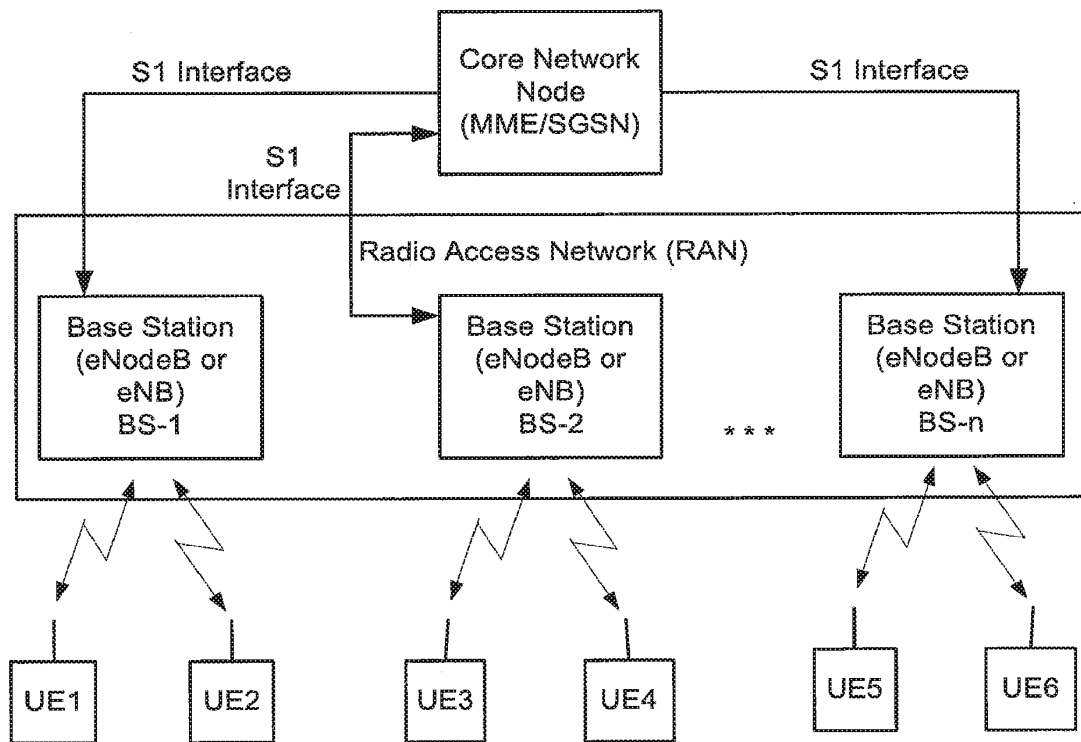 Core Network
Node
(MME/SGSN)
S1 Interface
S1 Interface
S1
Interface
Radio Access Network (RAN)
Base Station
(eNodeB or
eNB)
BS-1
Base Station
(eNodeB or
eNB)
BS-2
* * *
Base Station
(eNodeB or
eNB)
BS-n
UE1
UE2
UE3
UE4
UE5
UE6